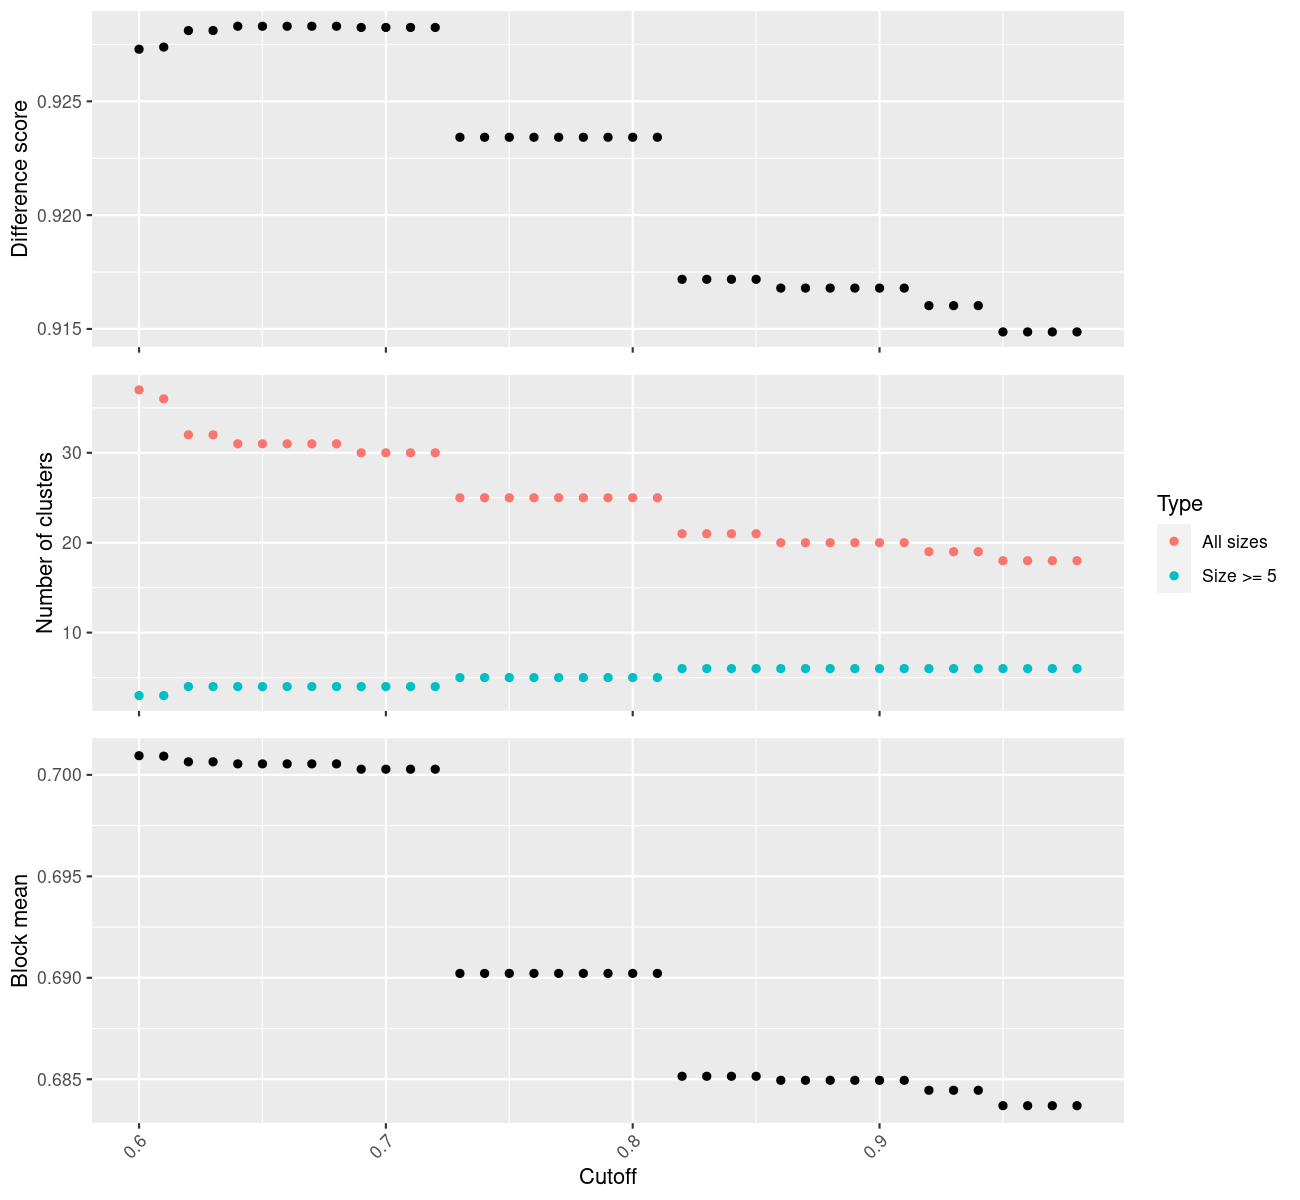 Difference score
0.925
0.920
0.915
Number of clusters
30
20
10
Type
All sizes
Size >= 5
Block mean
0.700
0.695
0.690
0.685
0.6
0.7
0.8
0.9
Cutoff